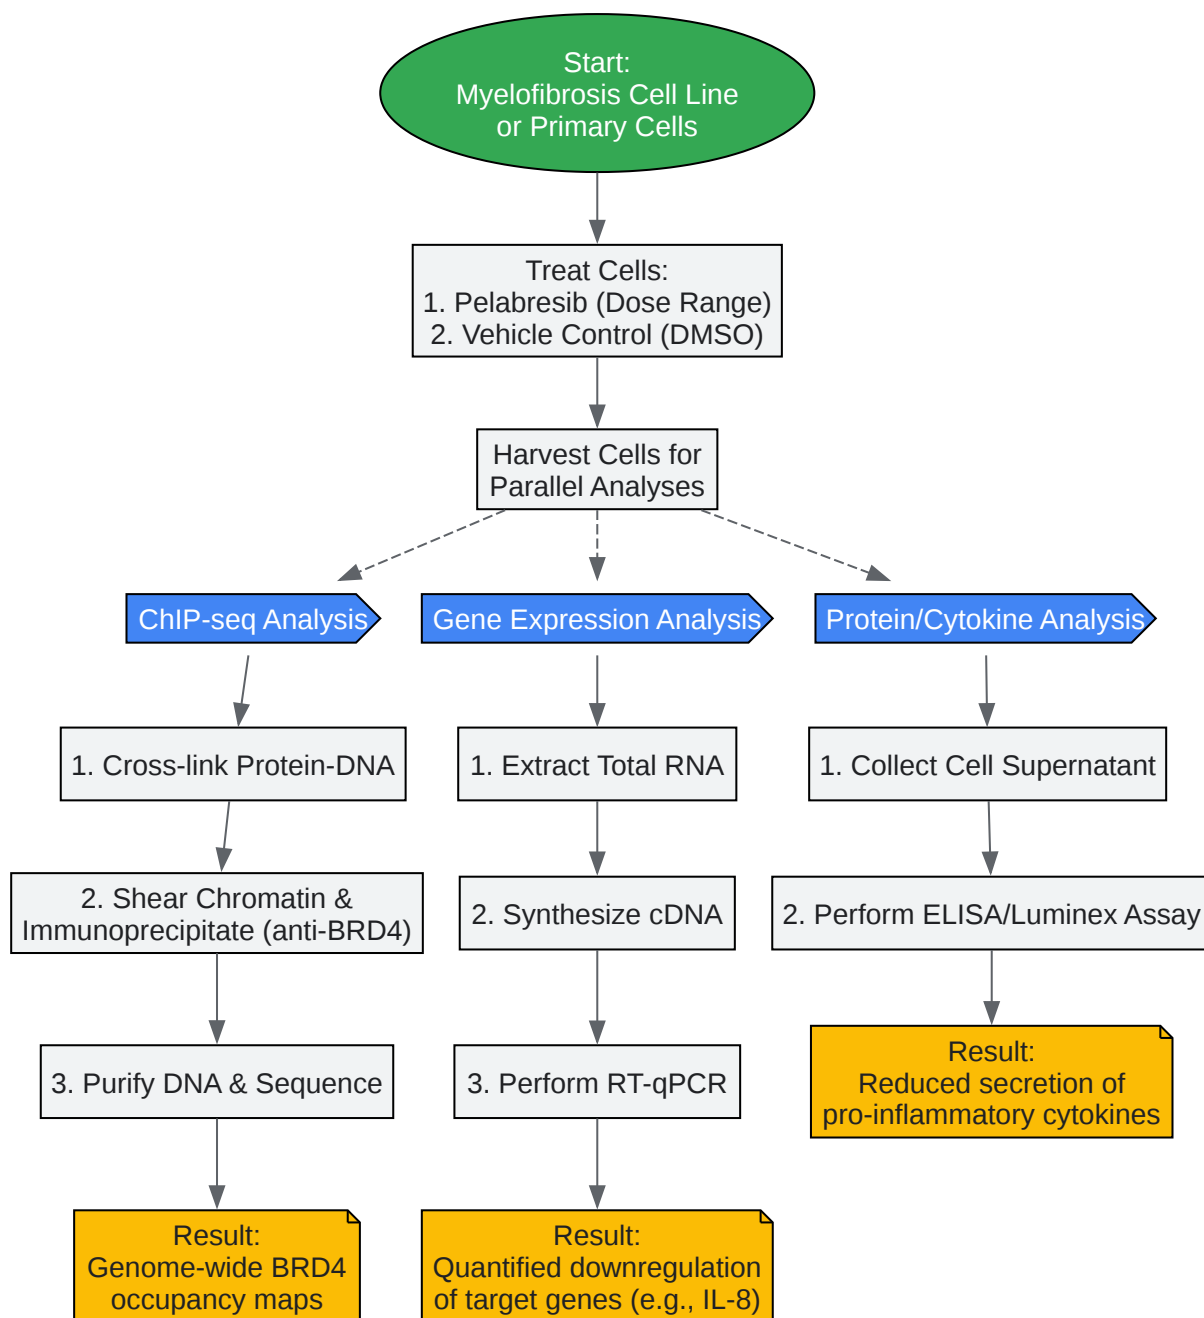 Start:
Myelofibrosis Cell Line
or Primary Cells
Treat Cells:
1. Pelabresib (Dose Range)
2. Vehicle Control (DMSO)
Harvest Cells for
Parallel Analyses
ChIP-seq Analysis
Gene Expression Analysis
Protein/Cytokine Analysis
1. Cross-link Protein-DNA
1. Extract Total RNA
1. Collect Cell Supernatant
2. Shear Chromatin &
Immunoprecipitate (anti-BRD4)
2. Synthesize cDNA
2. Perform ELISA/Luminex Assay
3. Purify DNA & Sequence
3. Perform RT-qPCR
Result:
Reduced secretion of
pro-inflammatory cytokines
Result:
Genome-wide BRD4
occupancy maps
Result:
Quantified downregulation
of target genes (e.g., IL-8)